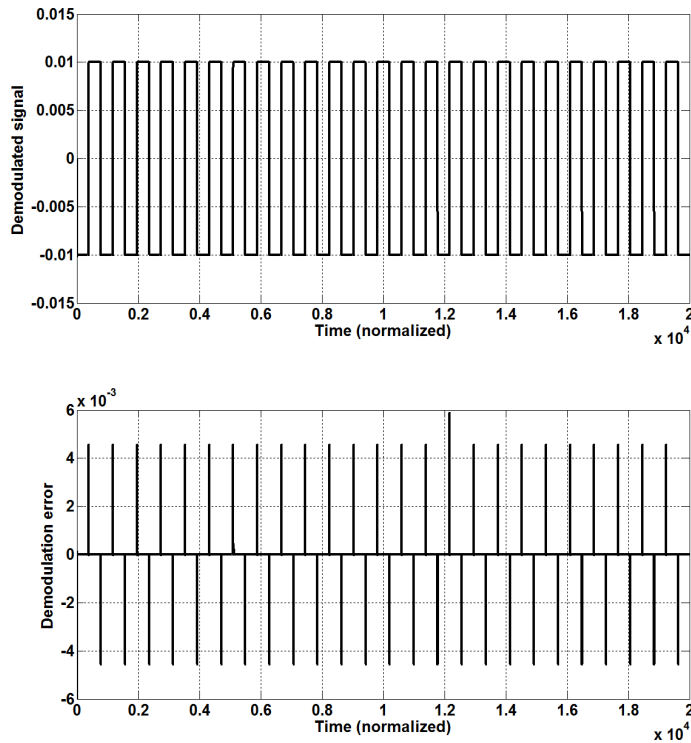 0.015
0.01
0.005
0
-0.005
-0.01
-0.015
Demodulated signal
0 0.2 0.4 0.6 0.8 1 1.2 1.4 1.6 1.8 2
Time (normalized)
x 10^4
x 10^-3
6
4
2
0
-2
-4
-6
Demodulation error
0 0.2 0.4 0.6 0.8 1 1.2 1.4 1.6 1.8 2
Time (normalized)
x 10^4